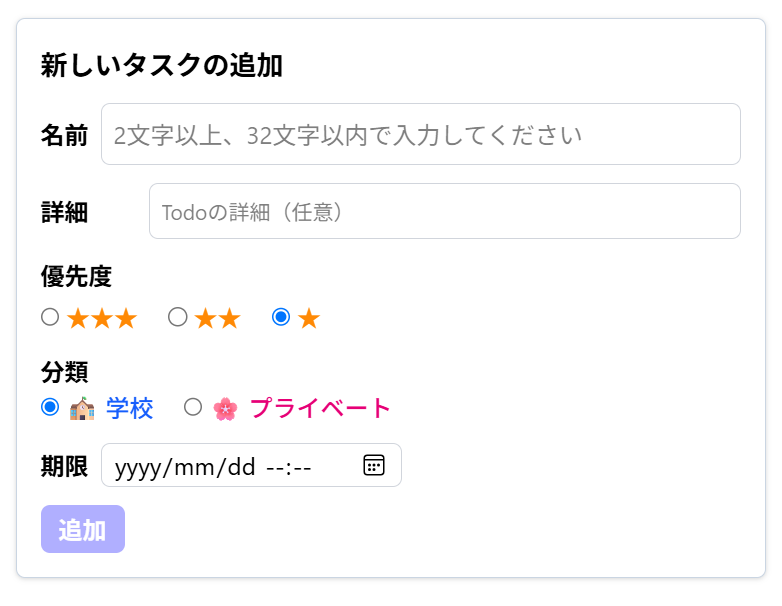 新しいタスクの追加
名前 2文字以上、32文字以内で入力してください
詳細 Todoの詳細（任意）
優先度
★★★ ★★ ★
分類
🏫 学校 🌸 プライベート
期限 yyyy/mm/dd --:--
追加